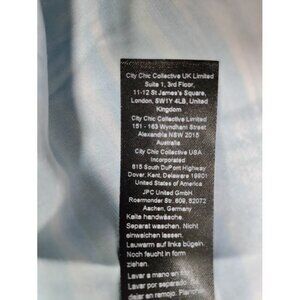 City Chic Collective UK Limited
Suite 1, 3rd Floor,
11-12 St James's Square,
London, SW1Y 4LB, United
Kingdom
City Chic Collective Limited
151 - 163 Wyndham Street
Alexandria NSW 2015
Australia
City Chic Collective USA
Incorporated
615 South DuPont Highway
Dover, Kent, Delaware 19901
United States of America
JPC United GmbH
Roermonder Str. 609, 52072
Aachen, Germany
Kalte handwäsche.
Separat waschen. Nicht
einweichen lassen.
Lauwarm auf links bügeln.
Noch feucht in form
ziehen.
Lavar a mano en frío
Lavar por separado
dejar en remojo. Planchar